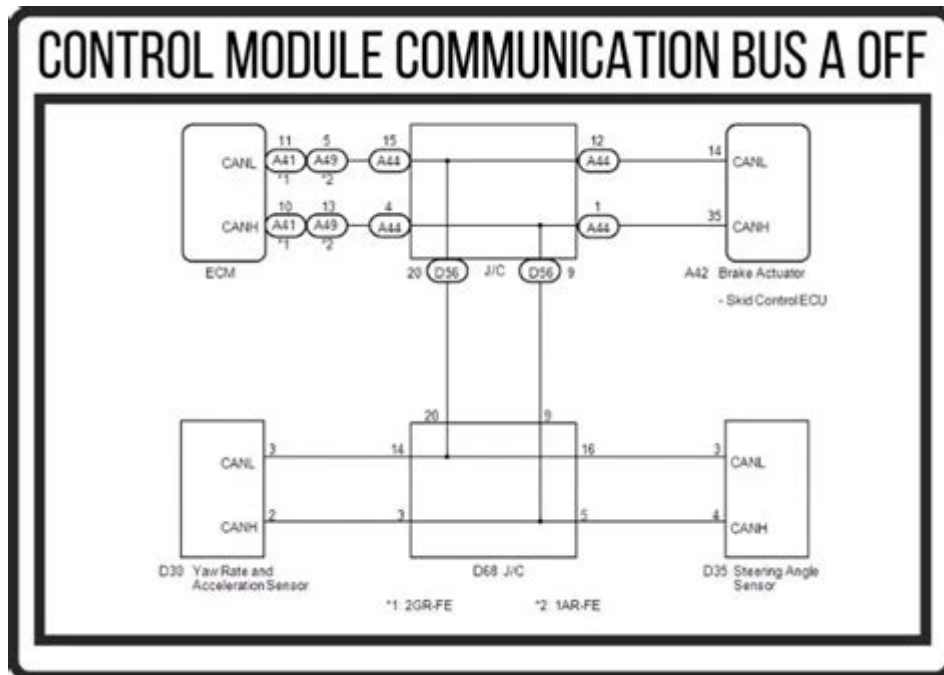 CONTROL MODULE COMMUNICATION BUS A OFF
11 5 15 12
CANL A41 A49 A44 A44 14 CANL
*1 *2
10 13 4 1
CANH A41 A49 A44 A44 35 CANH
*1 *2
ECM 20 D56 J/C D56 9 A42 Brake Actuator
- Skid Control ECU
20 9
3 14 16 3
CANL CANL
2 3 5 4
CANH CANH
D30 Yaw Rate and D68 J/C D35 Steering Angle
Acceleration Sensor Sensor
*1: 2GR-FE *2: 1AR-FE